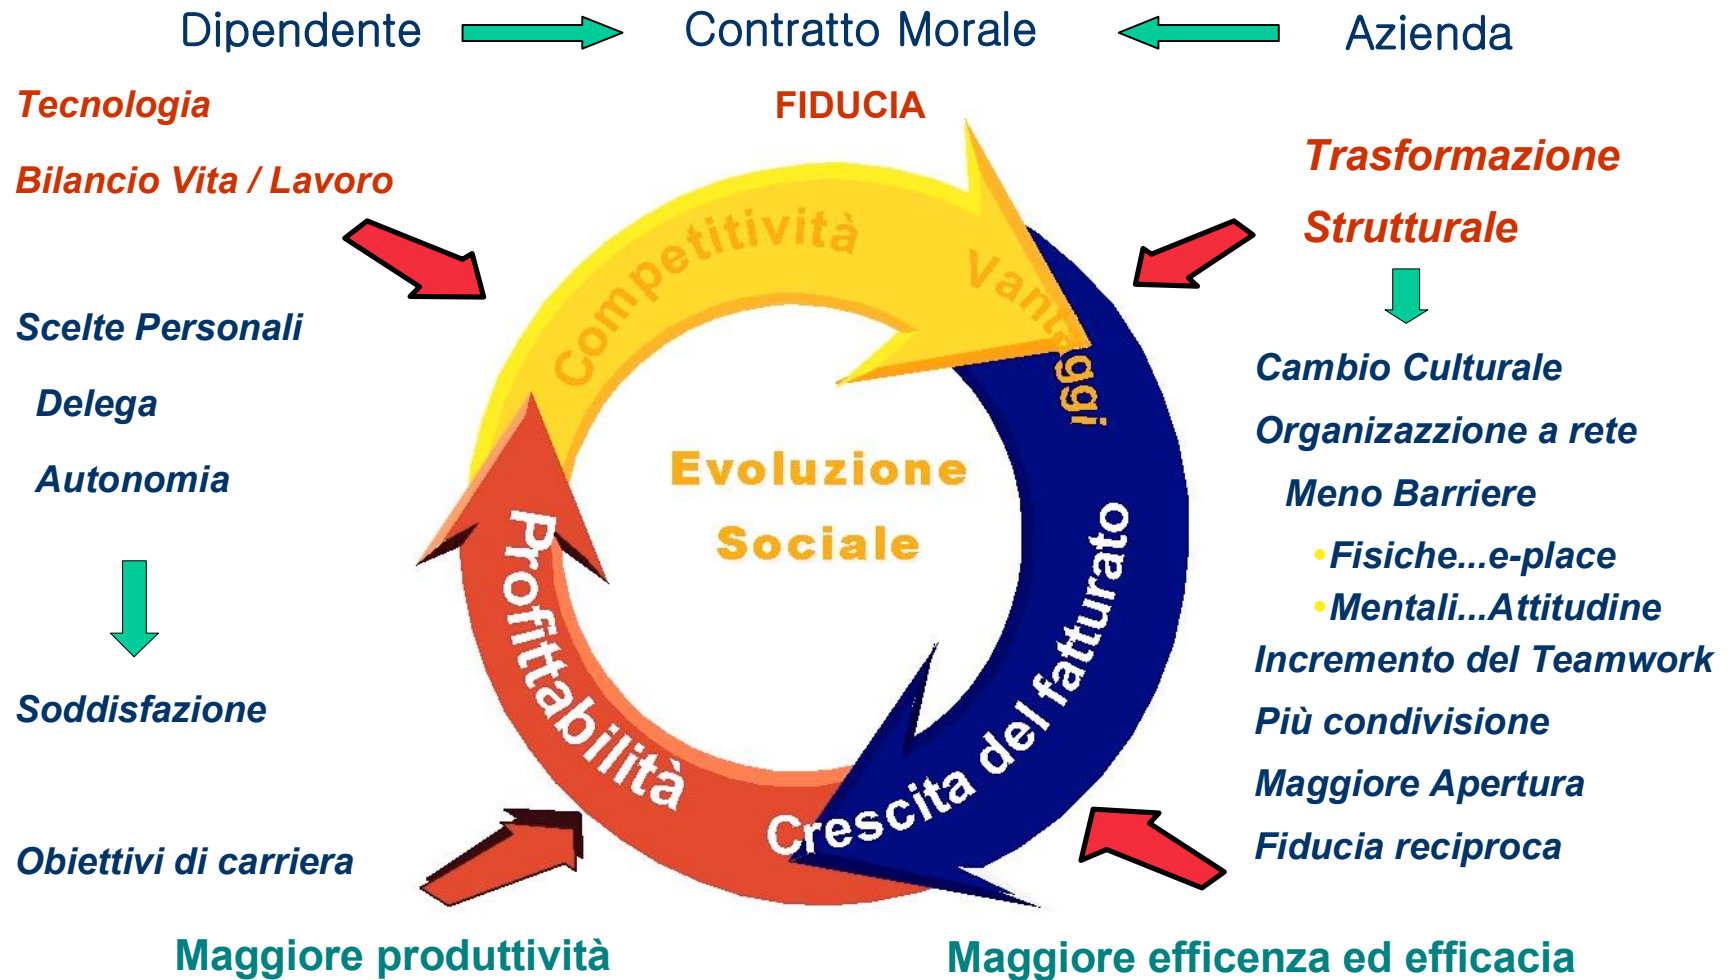 Dipendente
Contratto Morale
Azienda
FIDUCIA
Tecnologia
Bilancio Vita / Lavoro
Scelte Personali
Delega
Autonomia
Soddisfazione
Obiettivi di carriera
Maggiore produttività
Competitività
Vantaggi
Crescita del fatturato
Profittabilità
Evoluzione
Sociale
Trasformazione
Strutturale
Cambio Culturale
Organizazzione a rete
Meno Barriere
•Fisiche...e-place
•Mentali...Attitudine
Incremento del Teamwork
Più condivisione
Maggiore Apertura
Fiducia reciproca
Maggiore efficenza ed efficacia